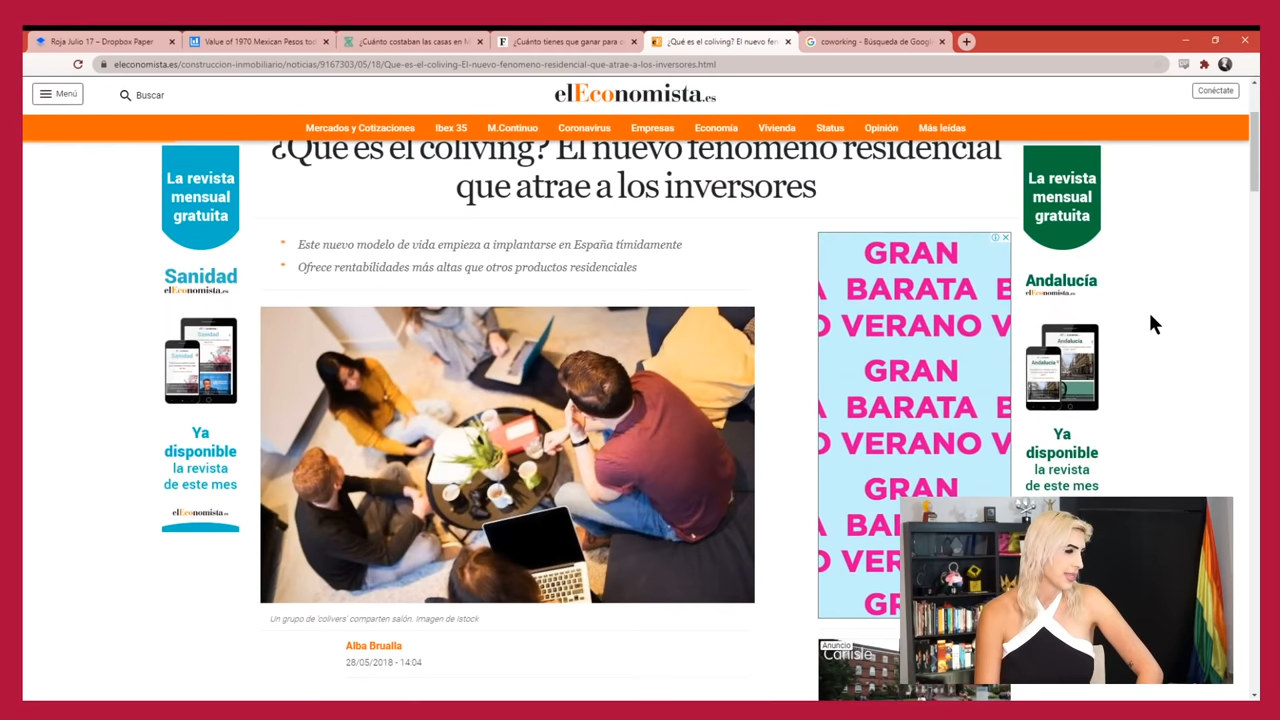 Roja Julio 17 – Dropbox Paper
Value of 1970 Mexican Pesos tod
¿Cuánto costaban las casas en M
¿Cuánto tienes que ganar para c
¿Qué es el coliving? El nuevo fen
coworking - Búsqueda de Googl
eleconomista.es/construccion-inmobiliario/noticias/9167303/05/18/Que-es-el-coliving-El-nuevo-fenomeno-residencial-que-atrae-a-los-inversores.html
Menú
Buscar
elEconomista.es
Conéctate
Mercados y Cotizaciones Ibex 35 M.Continuo Coronavirus Empresas Economía Vivienda Status Opinión Más leídas
¿Qué es el coliving? El nuevo fenómeno residencial
que atrae a los inversores
Este nuevo modelo de vida empieza a implantarse en España tímidamente
Ofrece rentabilidades más altas que otros productos residenciales
Un grupo de 'colivers' comparten salón. Imagen de Istock
Alba Brualla
28/05/2018 - 14:04
La revista
mensual
gratuita
Sanidad
elEconomista.es
Sanidad
Ya
disponible
la revista
de este mes
elEconomista.es
GRAN
A BARATA B
O VERANO V
GRAN
A BARATA B
O VERANO V
GRAN
BA
O VE
GR
Anuncio
Carlisle
La revista
mensual
gratuita
Andalucía
elEconomista.es
Andalucía
Ya
disponible
la revista
de este mes